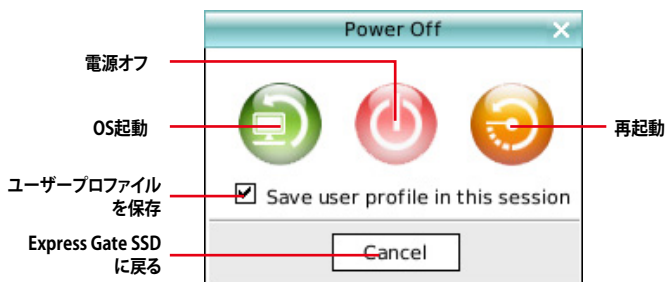 Power Off
電源オフ
OS起動
再起動
ユーザープロファイル
を保存
Save user profile in this session
Express Gate SSD
に戻る
Cancel